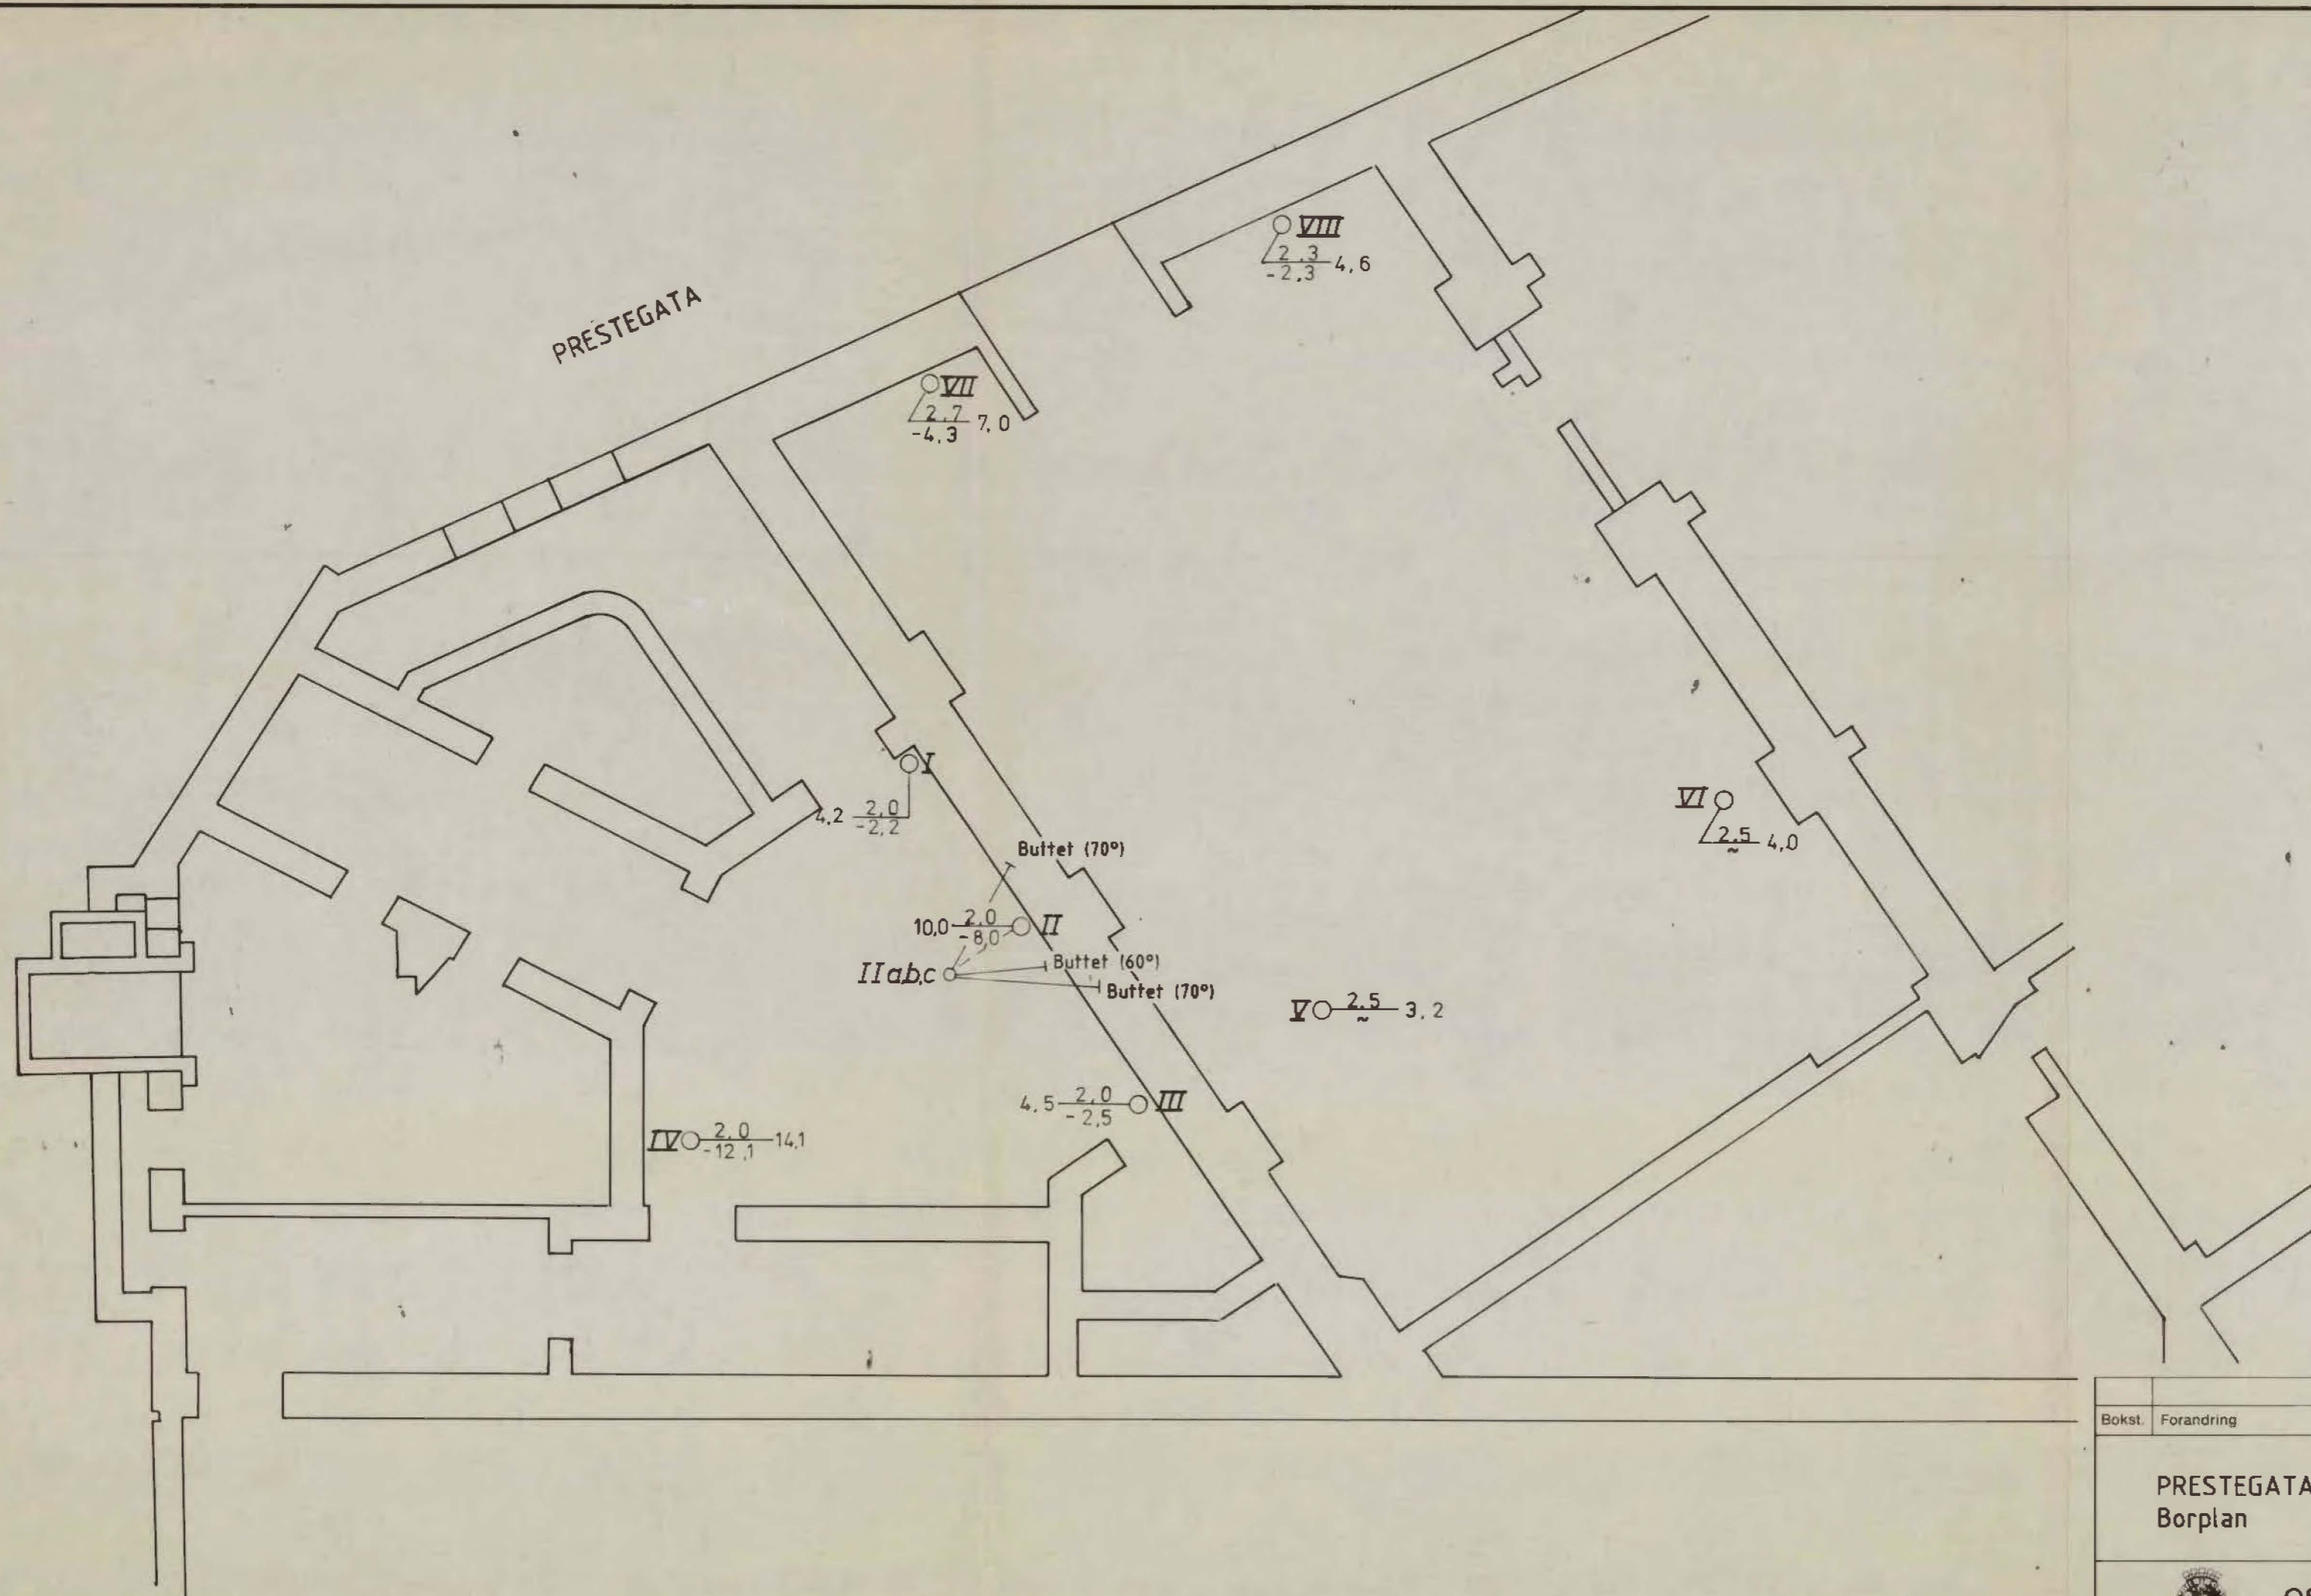 VIII
2,3
-2,3 4,6
PRESTEGATA
VII
2,7
-4,3 7,0
I
4,2 2,0
-2,2
VI
2,5 4,0
~
Buttet (70°)
10,0 2,0 II
-8,0
Buttet (60°)
IIab,c
Buttet (70°)
V 2,5 3,2
~
4,5 2,0 III
-2,5
IV 2,0 14,1
-12,1
Bokst. Forandring
PRESTEGATA
Borplan